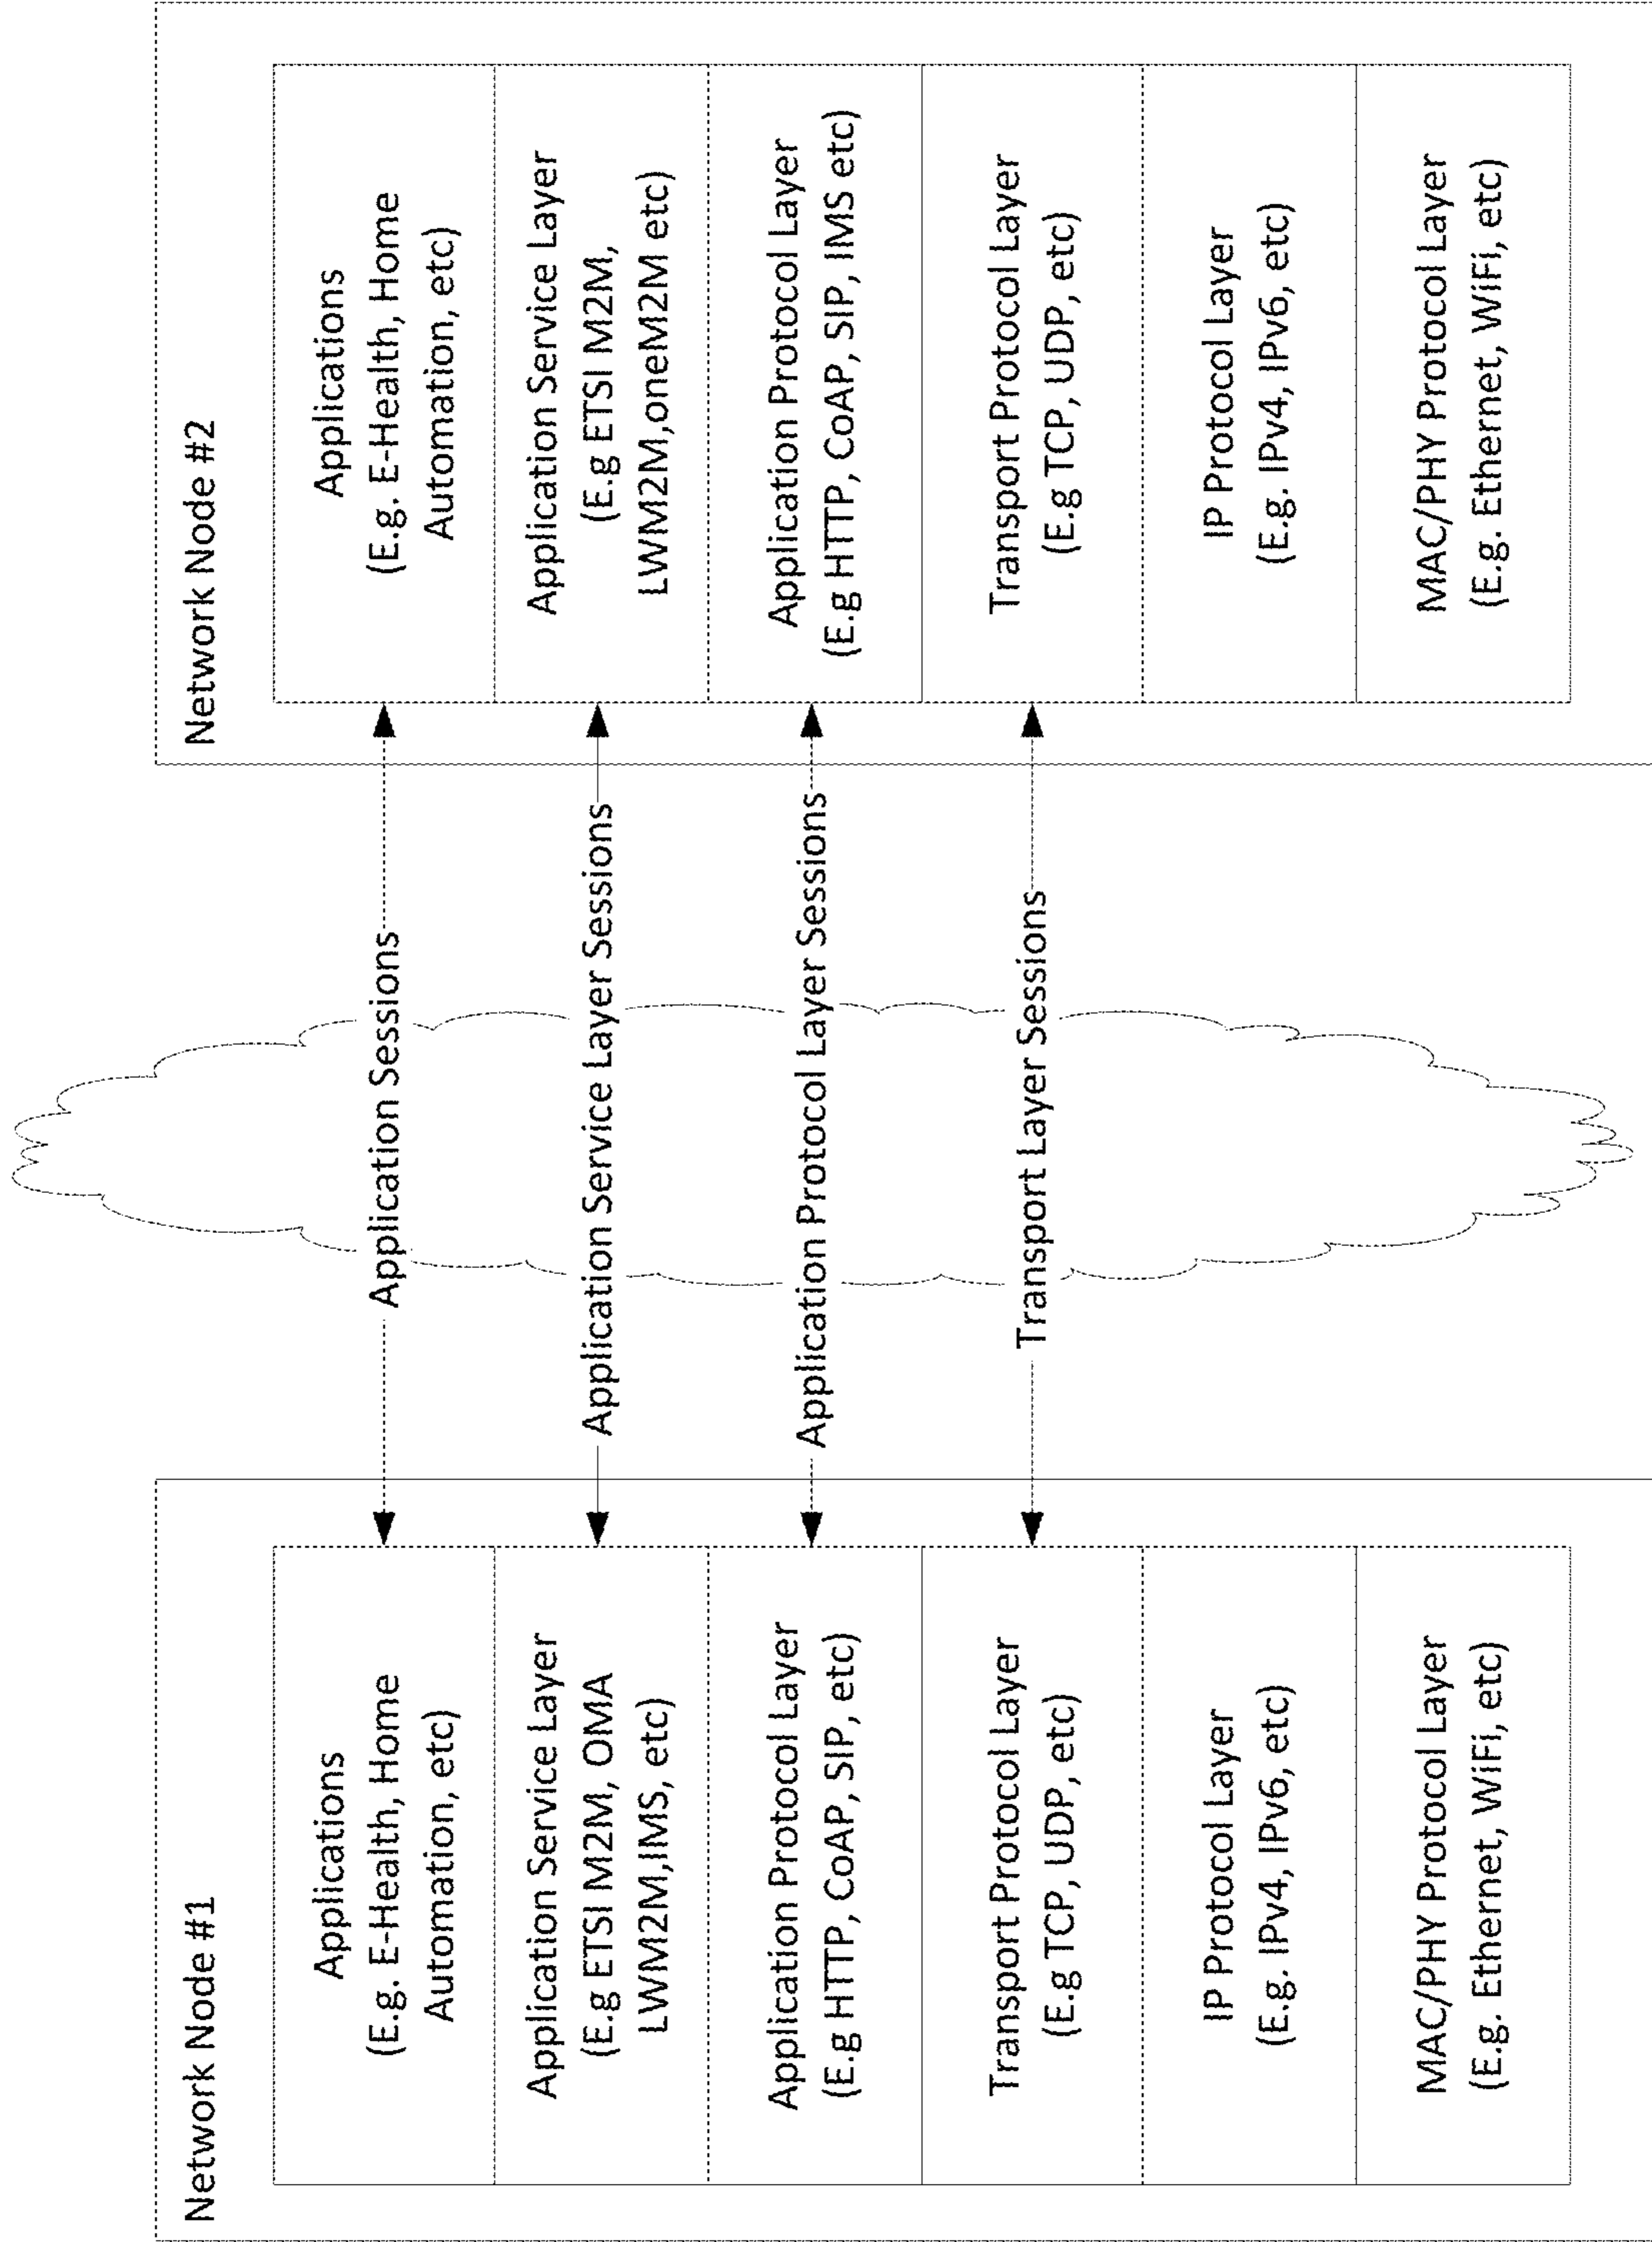 Network Node #1
Applications
(E.g. E-Health, Home
Automation, etc)
Application Service Layer
(E.g ETSI M2M, OMA
LWM2M,IMS, etc)
Application Protocol Layer
(E.g HTTP, CoAP, SIP, etc)
Transport Protocol Layer
(E.g TCP, UDP, etc)
IP Protocol Layer
(E.g. IPv4, IPv6, etc)
MAC/PHY Protocol Layer
(E.g. Ethernet, WiFi, etc)
Application Sessions
Application Service Layer Sessions
Application Protocol Layer Sessions
Transport Layer Sessions
Network Node #2
Applications
(E.g. E-Health, Home
Automation, etc)
Application Service Layer
(E.g ETSI M2M,
LWM2M,oneM2M etc)
Application Protocol Layer
(E.g HTTP, CoAP, SIP, IMS etc)
Transport Protocol Layer
(E.g TCP, UDP, etc)
IP Protocol Layer
(E.g. IPv4, IPv6, etc)
MAC/PHY Protocol Layer
(E.g. Ethernet, WiFi, etc)